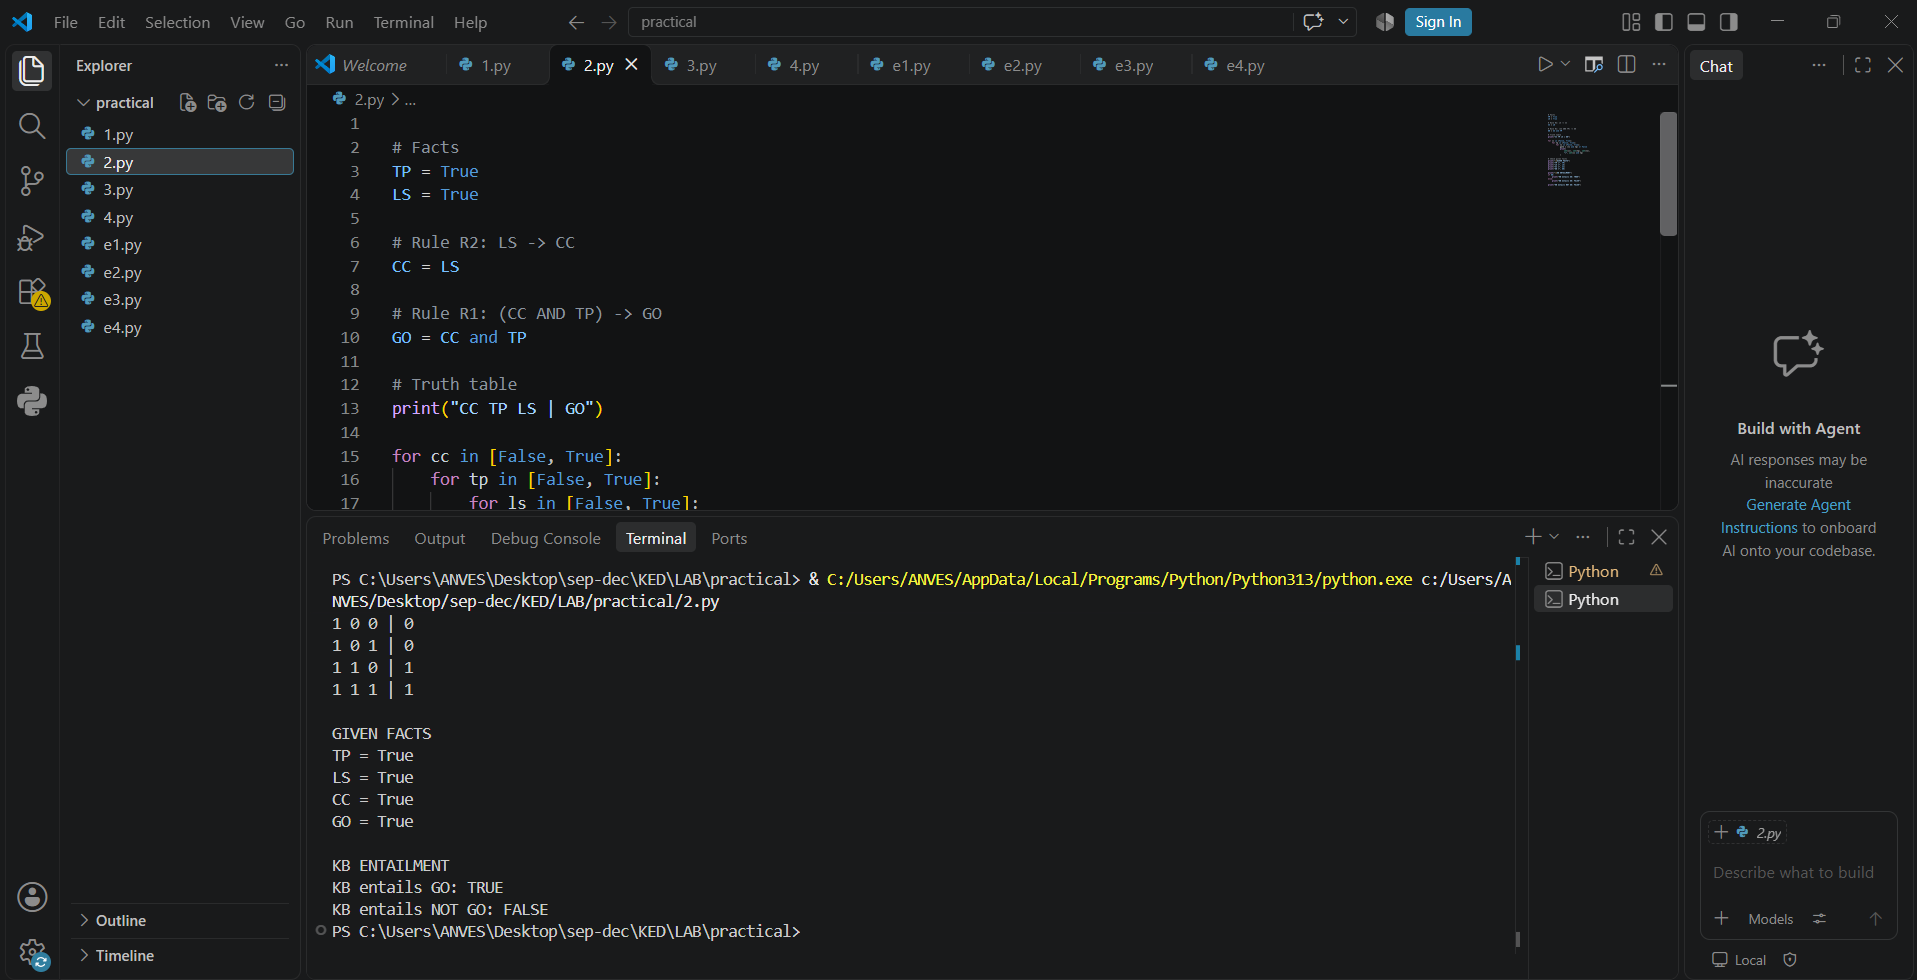 File Edit Selection View Go Run Terminal Help
practical
Sign In
Explorer
practical
1.py
2.py
3.py
4.py
e1.py
e2.py
e3.py
e4.py
Outline
Timeline
Welcome 1.py 2.py 3.py 4.py e1.py e2.py e3.py e4.py
2.py > ...
1
2 # Facts
3 TP = True
4 LS = True
5
6 # Rule R2: LS -> CC
7 CC = LS
8
9 # Rule R1: (CC AND TP) -> GO
10 GO = CC and TP
11
12 # Truth table
13 print("CC TP LS | GO")
14
15 for cc in [False, True]:
16 for tp in [False, True]:
17 for ls in [False, True]:
Problems Output Debug Console Terminal Ports
PS C:\Users\ANVES\Desktop\sep-dec\KED\LAB\practical> & C:/Users/ANVES/AppData/Local/Programs/Python/Python313/python.exe c:/Users/A
NVES/Desktop/sep-dec/KED/LAB/practical/2.py
1 0 0 | 0
1 0 1 | 0
1 1 0 | 1
1 1 1 | 1
GIVEN FACTS
TP = True
LS = True
CC = True
GO = True
KB ENTAILMENT
KB entails GO: TRUE
KB entails NOT GO: FALSE
PS C:\Users\ANVES\Desktop\sep-dec\KED\LAB\practical>
Python
Python
Chat
Build with Agent
AI responses may be
inaccurate
Generate Agent
Instructions to onboard
AI onto your codebase.
2.py
Describe what to build
Models
Local